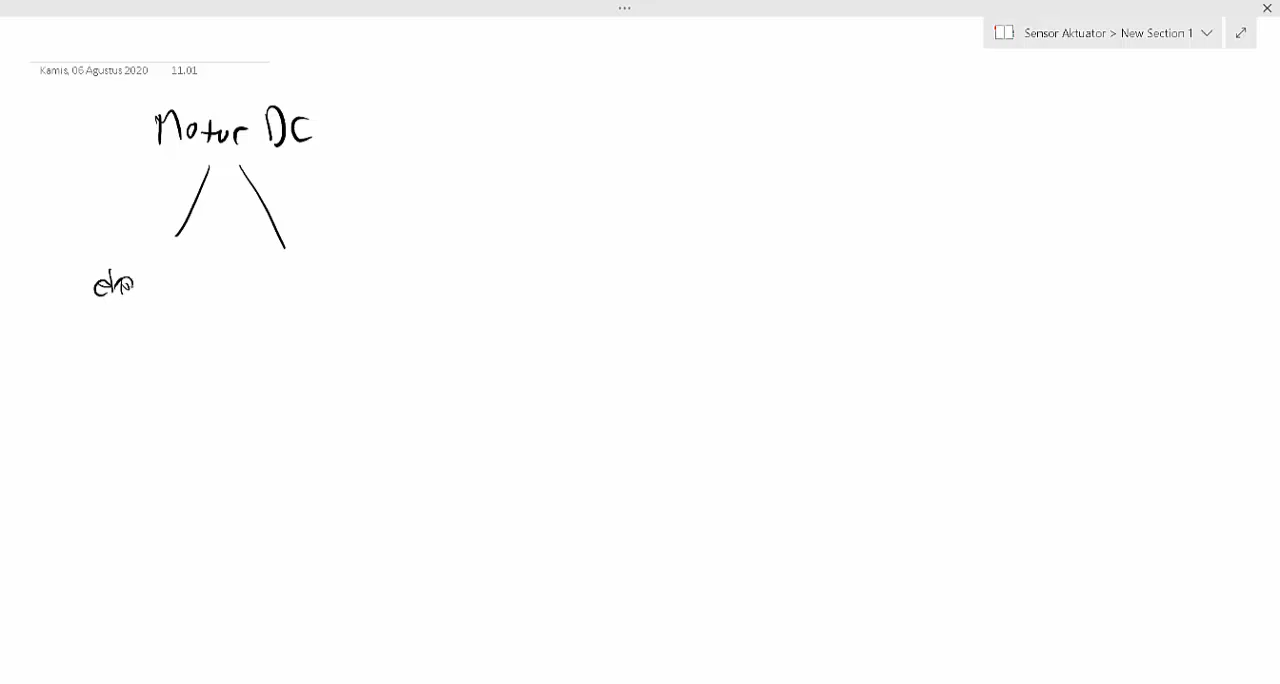 Sensor Aktuator > New Section 1
Kamis, 06 Agustus 2020 11.01
Motor DC